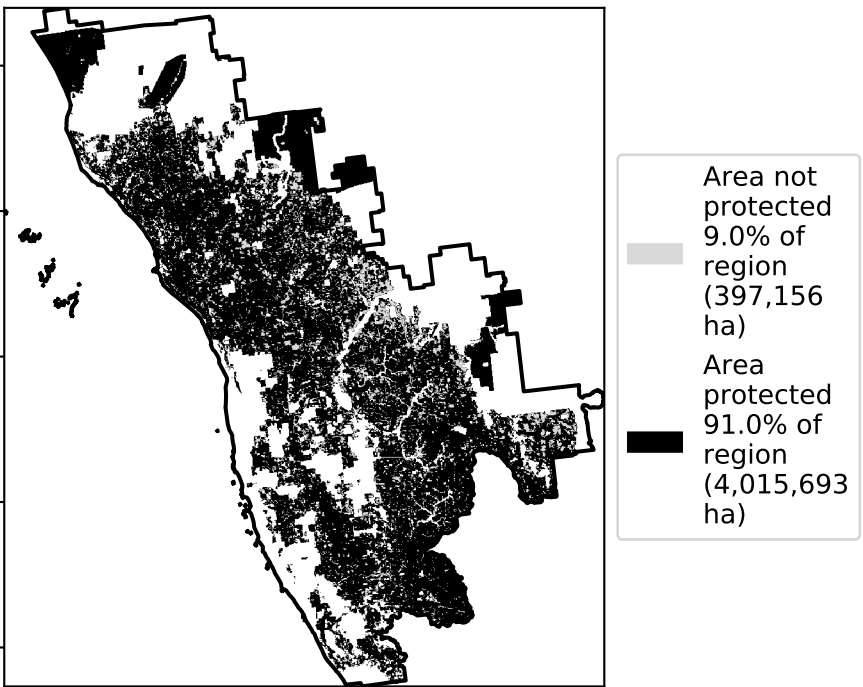 Area not
protected
9.0% of
region
(397,156
ha)
Area
protected
91.0% of
region
(4,015,693
ha)